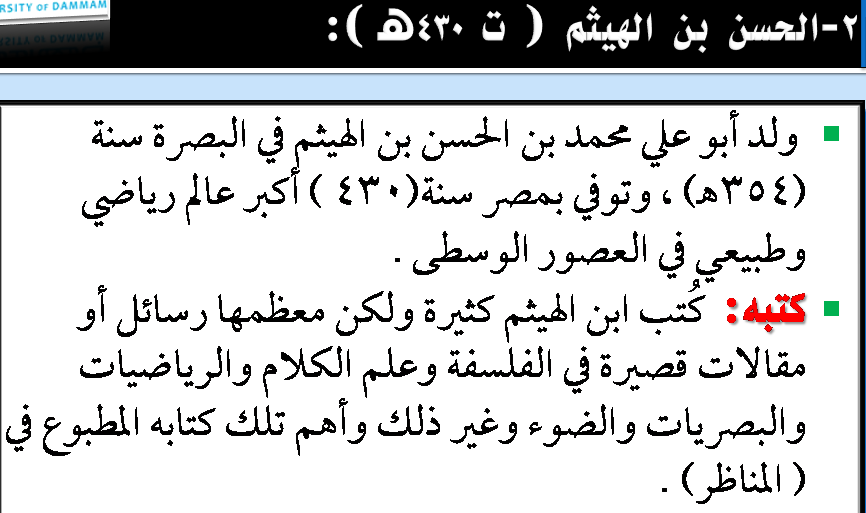 RSITY OF DAMMAM
٢-الحسن بن الهيثم ( ت ٤٣٠هـ ):
ولد أبو علي محمد بن الحسن بن الهيثم في البصرة سنة
(٣٥٤هـ) ، وتوفي بمصر سنة(٤٣٠ ) أكبر عالم رياضي
وطبيعي في العصور الوسطى .
كتبه: كُتب ابن الهيثم كثيرة ولكن معظمها رسائل أو
مقالات قصيرة في الفلسفة وعلم الكلام والرياضيات
والبصريات والضوء وغير ذلك وأهم تلك كتابه المطبوع في
( المناظر) .